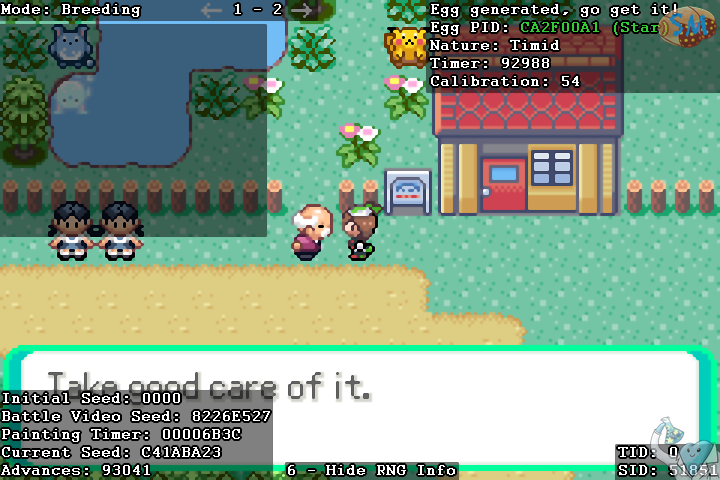 Mode: Breeding
1 - 2
Egg generated, go get it!
Egg PID: CA2F00A1 (Star)
Nature: Timid
Timer: 92988
Calibration: 54
Take good care of it.
Initial Seed: 0000
Battle Video Seed: 8226E527
Painting Timer: 00006B3C
Current Seed: C41ABA23
Advances: 93041
6 - Hide RNG Info
TID: 0
SID: 51851